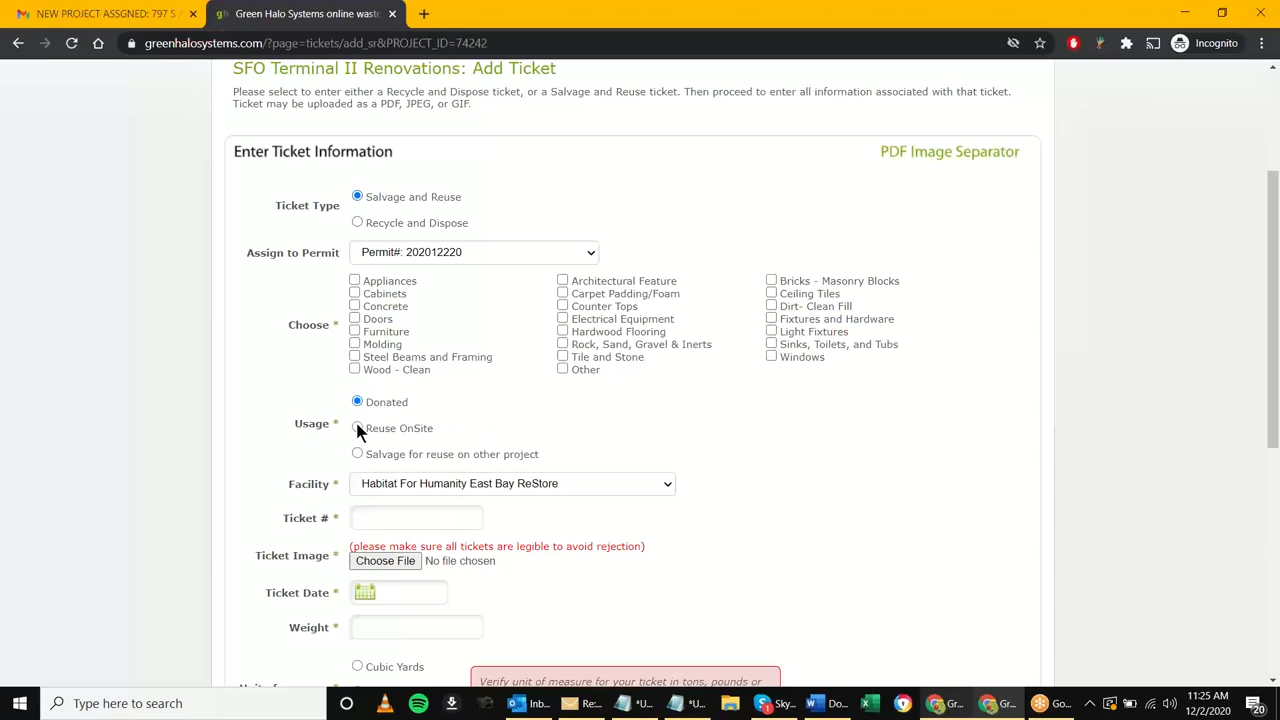 NEW PROJECT ASSGNED: 797 S
Green Halo Systems online wast
greenhalosystems.com/?page=tickets/add_sr&PROJECT_ID=74242
Incognito
SFO Terminal II Renovations: Add Ticket
Please select to enter either a Recycle and Dispose ticket, or a Salvage and Reuse ticket. Then proceed to enter all information associated with that ticket.
Ticket may be uploaded as a PDF, JPEG, or GIF.
Enter Ticket Information
PDF Image Separator
Ticket Type
Salvage and Reuse
Recycle and Dispose
Assign to Permit
Permit#: 202012220
Choose *
Appliances Architectural Feature Bricks - Masonry Blocks
Cabinets Carpet Padding/Foam Ceiling Tiles
Concrete Counter Tops Dirt- Clean Fill
Doors Electrical Equipment Fixtures and Hardware
Furniture Hardwood Flooring Light Fixtures
Molding Rock, Sand, Gravel & Inerts Sinks, Toilets, and Tubs
Steel Beams and Framing Tile and Stone Windows
Wood - Clean Other
Usage *
Donated
Reuse OnSite
Salvage for reuse on other project
Facility *
Habitat For Humanity East Bay ReStore
Ticket # *
(please make sure all tickets are legible to avoid rejection)
Ticket Image *
Choose File No file chosen
Ticket Date *
Weight *
Cubic Yards
Verify unit of measure for your ticket in tons, pounds or
Type here to search
Inb...
Re:...
*U...
*U...
Sky...
Do...
Gr...
Gr...
Go...
11:25 AM
12/2/2020
20